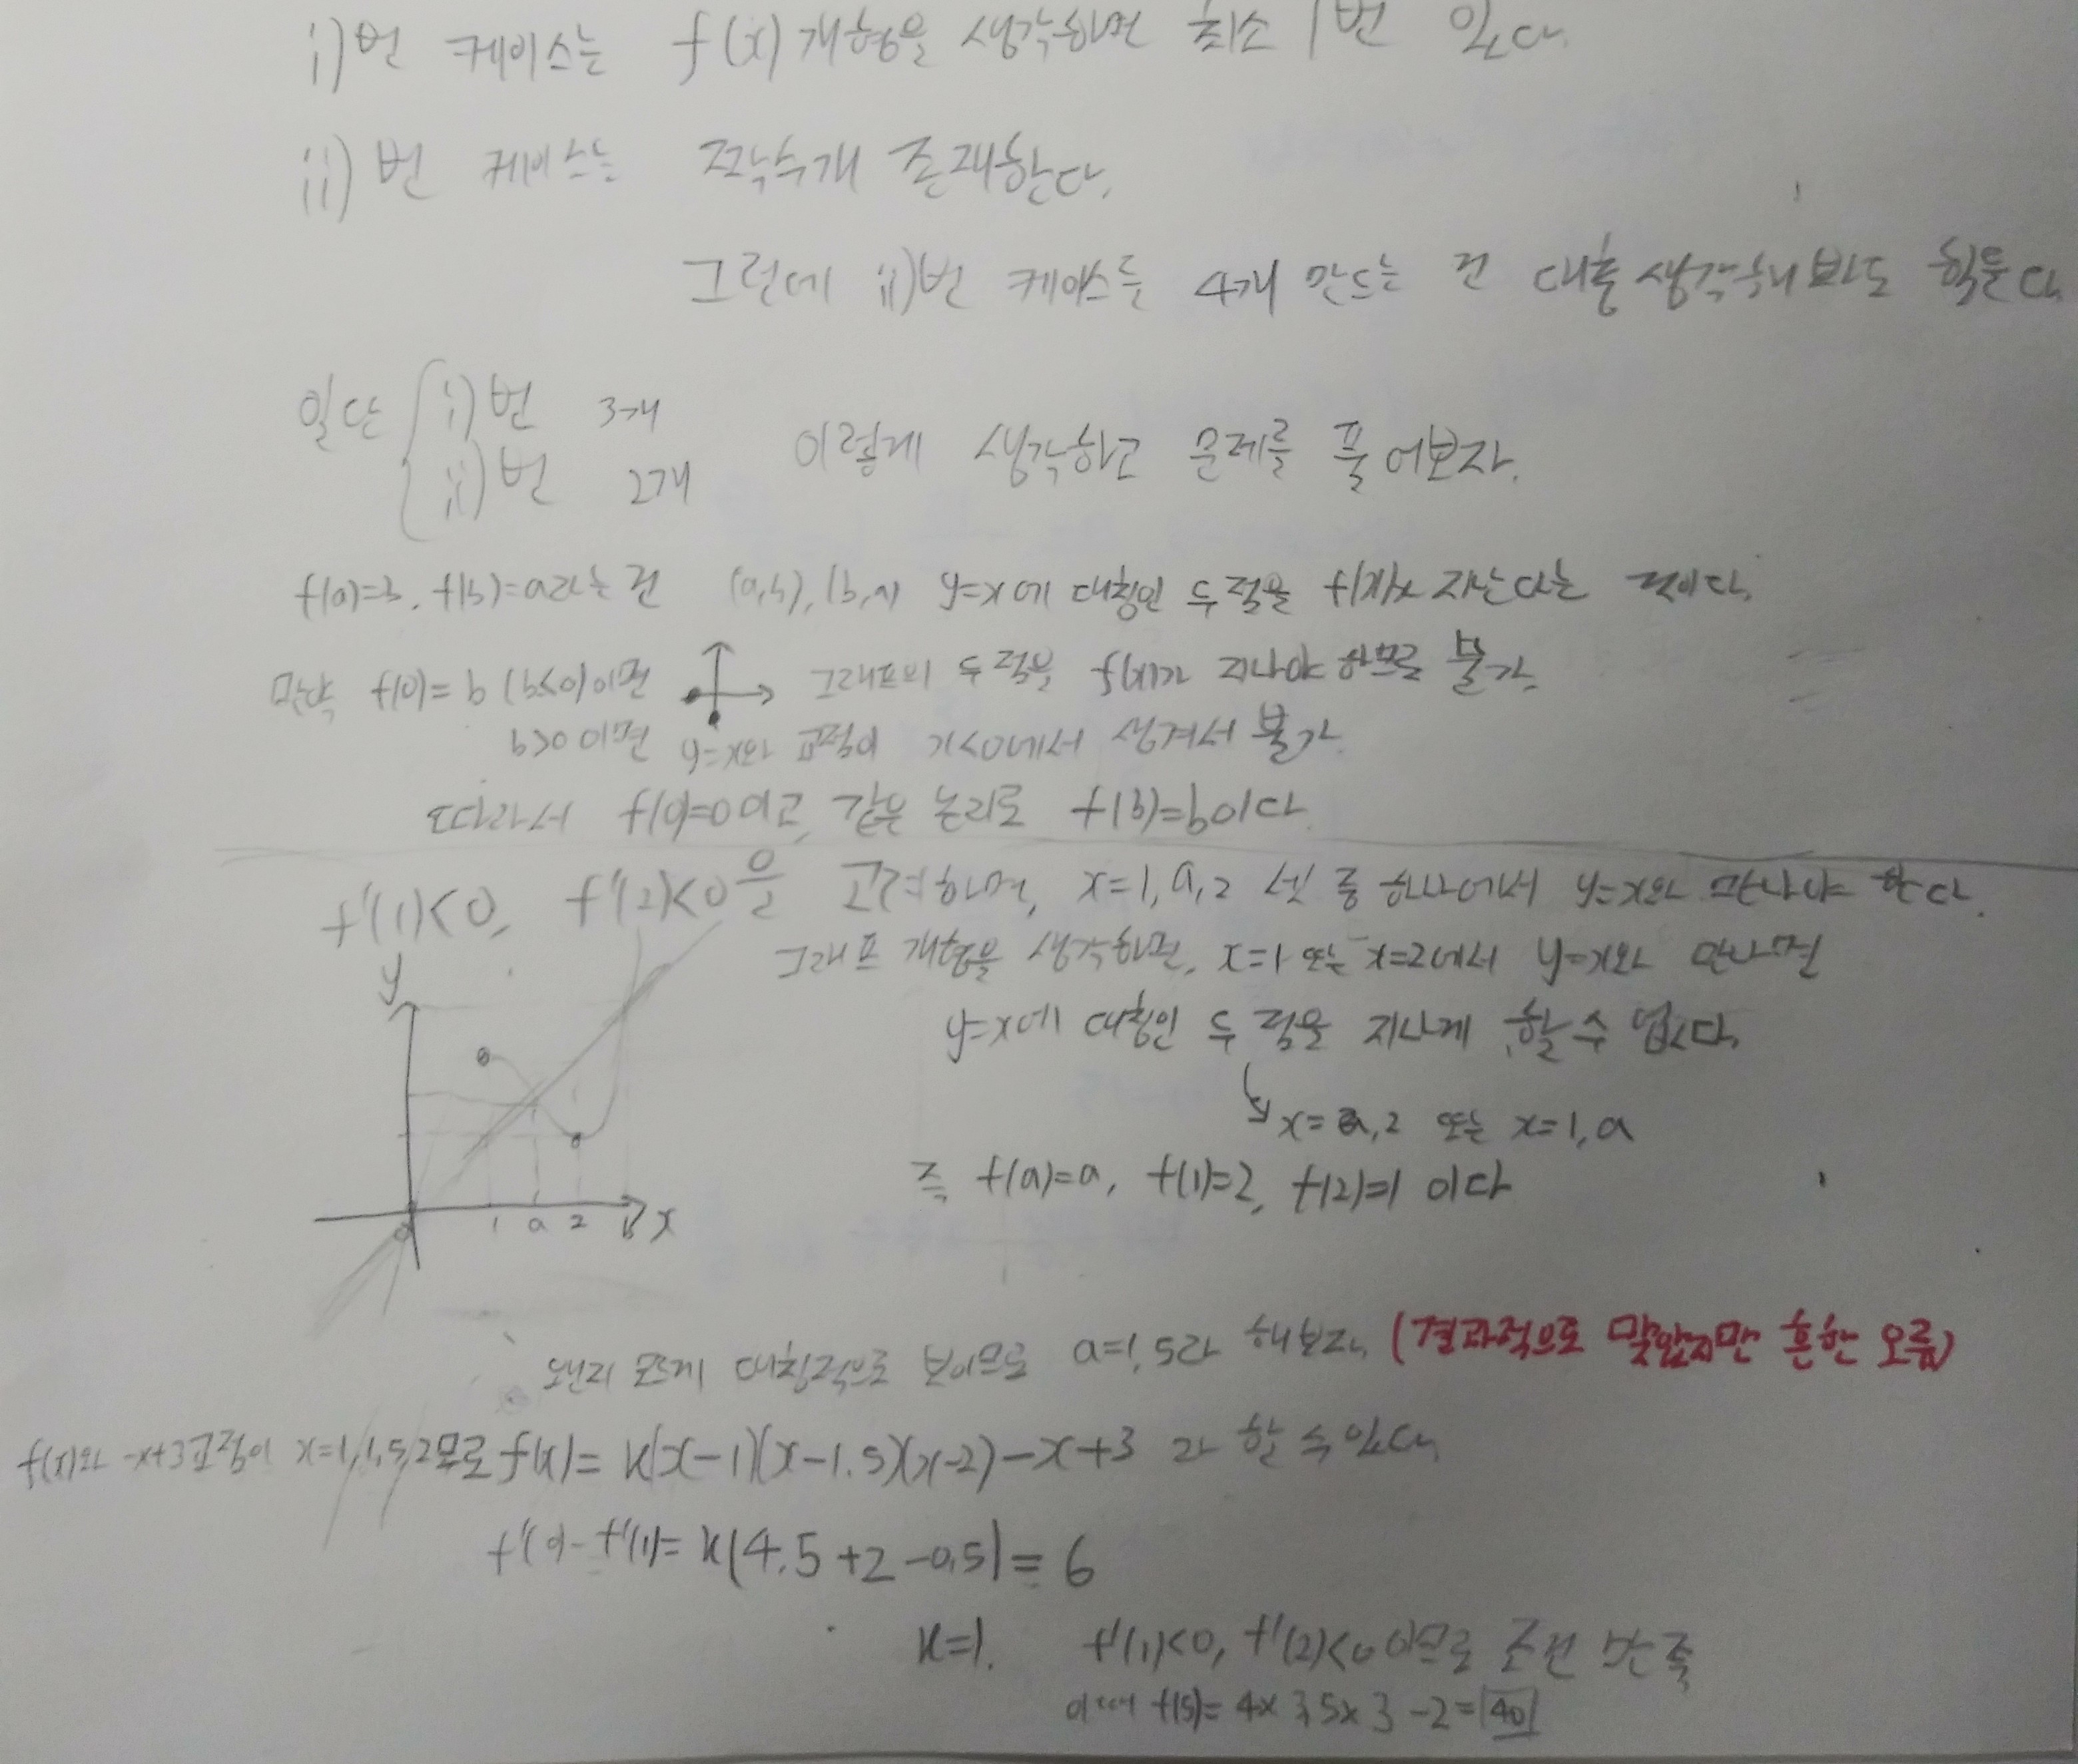 i)번 케이스는 f(x)개형을 생각하면 최소 1번 있다.
ii)번 케이스는 짝수개 존재한다.
그런데 ii)번 케이스를 4개 만드는 건 대충 생각해봐도 힘들다
일단 i)번 3개
ii)번 2개
이렇게 생각하고 문제를 풀어보자.
f(a)=b, f(b)=a라는 건 (a,b), (b,a) y=x에 대칭인 두 점을 f(x)가 지난다는 것이다.
만약 f(0)=b (b<0)이면 그래프의 두 점을 f(x)가 지나야 하므로 불가.
b>0이면 y=x와 교점이 x<0에서 생겨서 불가.
따라서 f(0)=0이고, 같은 논리로 f(b)=b이다.
f'(1)<0, f'(2)<0을 고려하면, x=1, a, 2 셋 중 하나에서 y=x와 만나야 한다.
그래프 개형을 생각하면, x=1 또는 x=2에서 y=x와 만나면
y=x에 대칭인 두 점을 지나게 할 수 없다.
x=a,2 또는 x=1,a
즉 f(a)=a, f(1)=2, f(2)=1 이다
y
0 1 a 2 b x
왠지 모르게 대칭적으로 보이므로 a=1.5라 해보자. (결과적으로 맞았지만 흔한 오류)
f(x)와 -x+3교점이 x=1,1.5,2므로 f(x)= k(x-1)(x-1.5)(x-2)-x+3 라 할 수 있다.
f'(0)-f'(1)= k(4.5+2-0.5)= 6
k=1. f'(1)<0, f'(2)<0이므로 조건 만족
이때 f(5)= 4×3.5×3-2=40